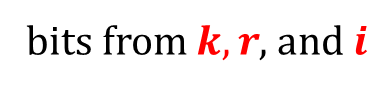 bits from k, r, and i